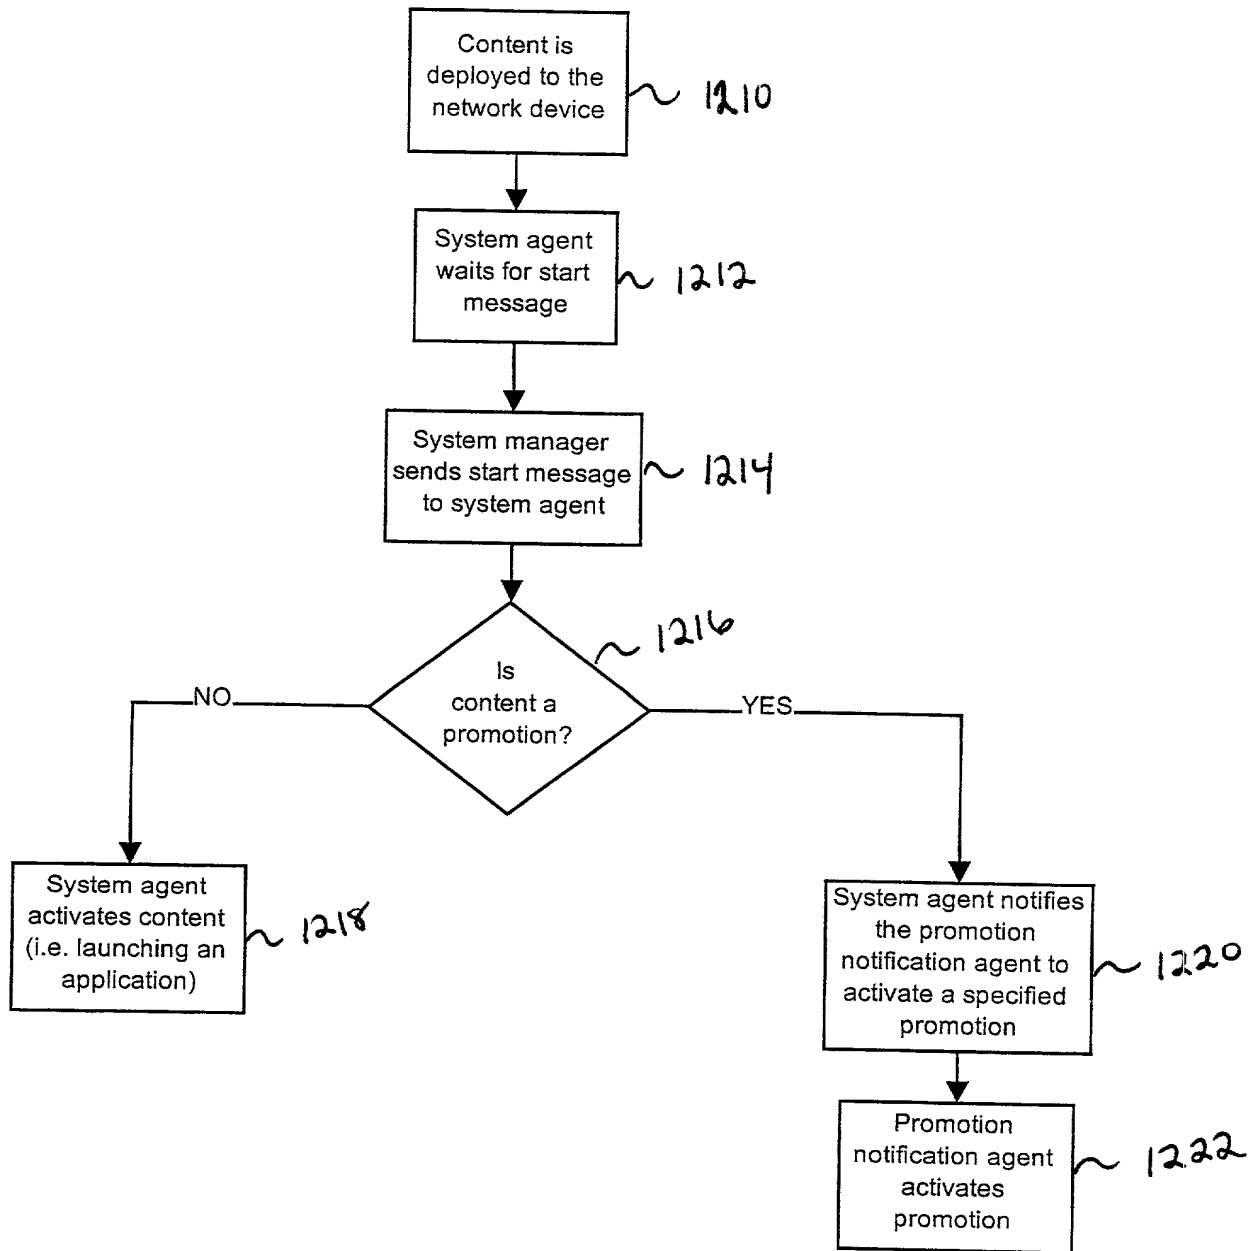 Content is
deployed to the
network device
1210
System agent
waits for start
message
1212
System manager
sends start message
to system agent
1214
Is
content a
promotion?
1216
NO
YES
System agent
activates content
(i.e. launching an
application)
1218
System agent notifies
the promotion
notification agent to
activate a specified
promotion
1220
Promotion
notification agent
activates
promotion
1222